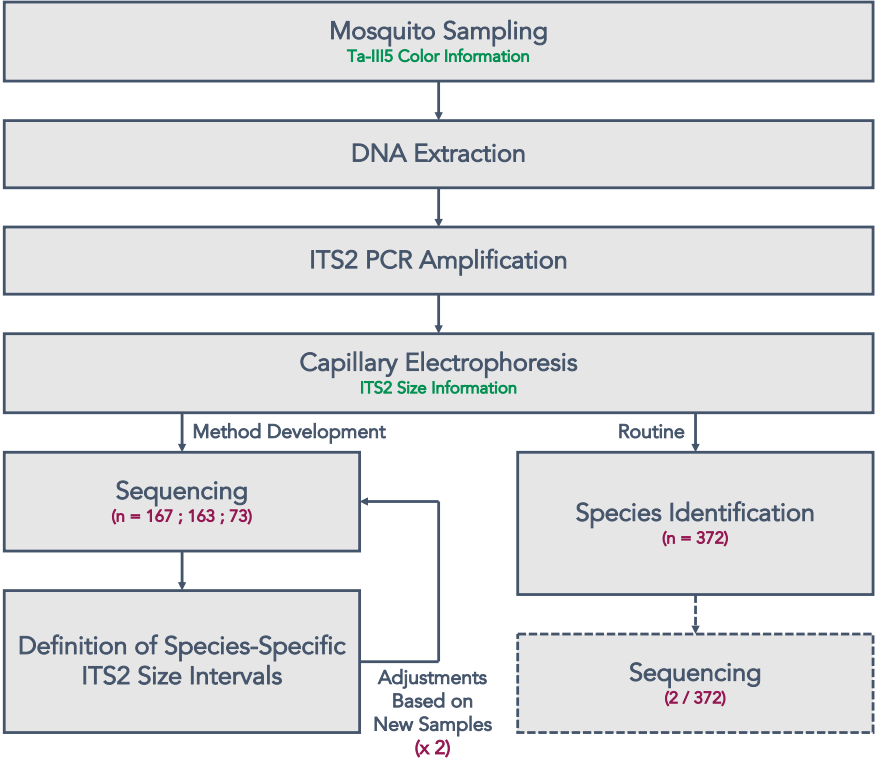 Mosquito Sampling
Ta-III5 Color Information
DNA Extraction
ITS2 PCR Amplification
Capillary Electrophoresis
ITS2 Size Information
Method Development
Routine
Sequencing
(n = 167 ; 163 ; 73)
Species Identification
(n = 372)
Definition of Species-Specific
ITS2 Size Intervals
Adjustments
Based on
New Samples
(x 2)
Sequencing
(2 / 372)